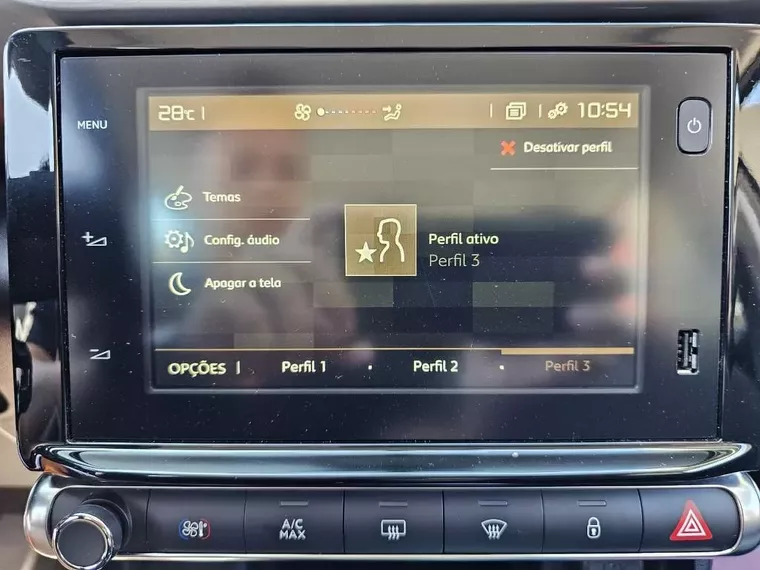 28°C
10:54
MENU
Desativar perfil
Temas
Config. áudio
Perfil ativo
Perfil 3
Apagar a tela
OPÇÕES Perfil 1 Perfil 2 Perfil 3
A/C
MAX